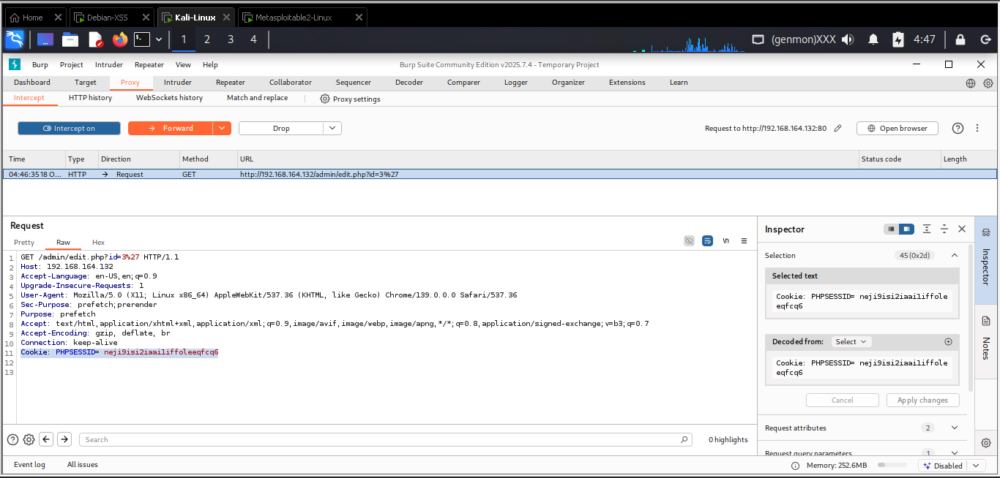 Home Debian-XSS Kali-Linux Metasploitable2-Linux
1 2 3 4 (genmon)XXX 4:47
Burp Project Intruder Repeater View Help Burp Suite Community Edition v2025.7.4 - Temporary Project
Dashboard Target Proxy Intruder Repeater Collaborator Sequencer Decoder Comparer Logger Organizer Extensions Learn
Intercept HTTP history WebSockets history Match and replace Proxy settings
Intercept on Forward Drop Request to http://192.168.164.132:80 Open browser
Time Type Direction Method URL Status code Length
04:46:35 18 O... HTTP Request GET http://192.168.164.132/admin/edit.php?id=3%27
Request
Pretty Raw Hex \n
1 GET /admin/edit.php?id=3%27 HTTP/1.1
2 Host: 192.168.164.132
3 Accept-Language: en-US,en;q=0.9
4 Upgrade-Insecure-Requests: 1
5 User-Agent: Mozilla/5.0 (X11; Linux x86_64) AppleWebKit/537.36 (KHTML, like Gecko) Chrome/139.0.0.0 Safari/537.36
6 Sec-Purpose: prefetch;prerender
7 Purpose: prefetch
8 Accept: text/html,application/xhtml+xml,application/xml;q=0.9,image/avif,image/webp,image/apng,*/*;q=0.8,application/signed-exchange;v=b3;q=0.7
9 Accept-Encoding: gzip, deflate, br
10 Connection: keep-alive
11 Cookie: PHPSESSID= neji9isi2iaai1iffoleeqfcq6
12
13
Search 0 highlights
Inspector
Selection 45 (0x2d)
Selected text
Cookie: PHPSESSID= neji9isi2iaai1iffole
eqfcq6
Decoded from: Select
Cookie: PHPSESSID= neji9isi2iaai1iffole
eqfcq6
Cancel Apply changes
Request attributes 2
Request query parameters 1
Inspector
Notes
Event log All issues Memory: 252.6MB Disabled